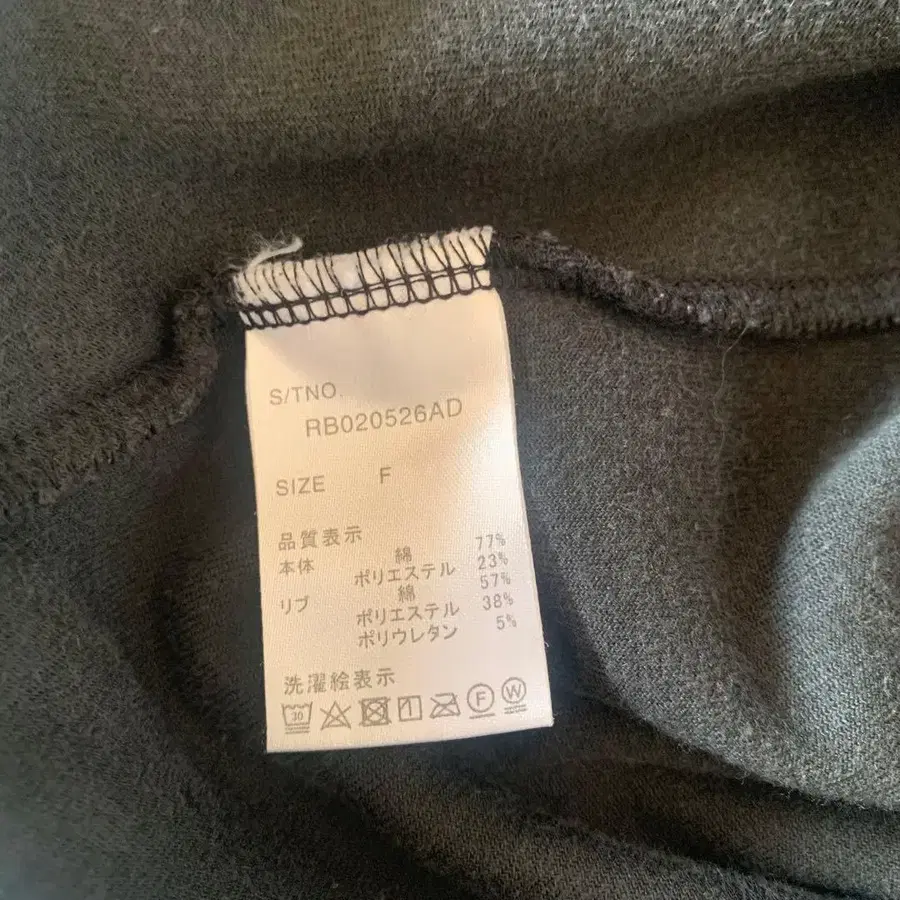 S/TNO.
RB020526AD
SIZE F
品質表示
本体 綿 77%
ポリエステル 23%
リブ 綿 57%
ポリエステル 38%
ポリウレタン 5%
洗濯絵表示
30 F W